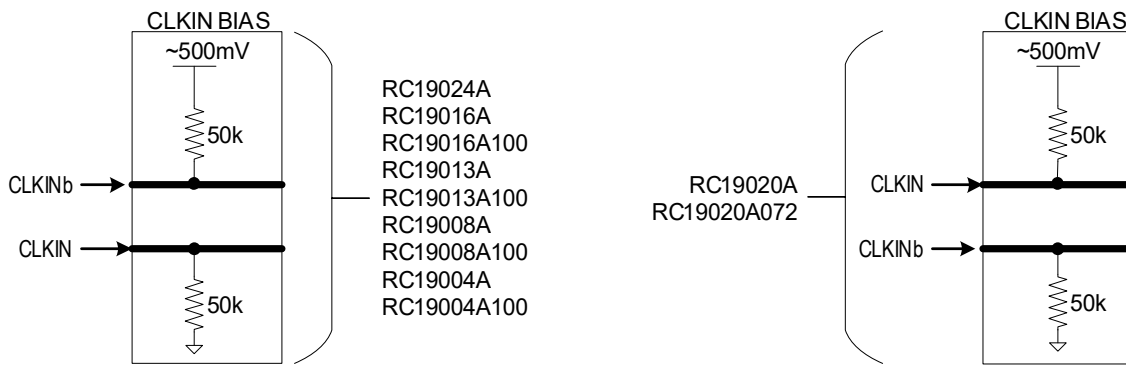 CLKIN BIAS
~500mV
50k
CLKINb
CLKIN
50k
RC19024A
RC19016A
RC19016A100
RC19013A
RC19013A100
RC19008A
RC19008A100
RC19004A
RC19004A100
RC19020A
RC19020A072
CLKIN BIAS
~500mV
50k
CLKIN
CLKINb
50k